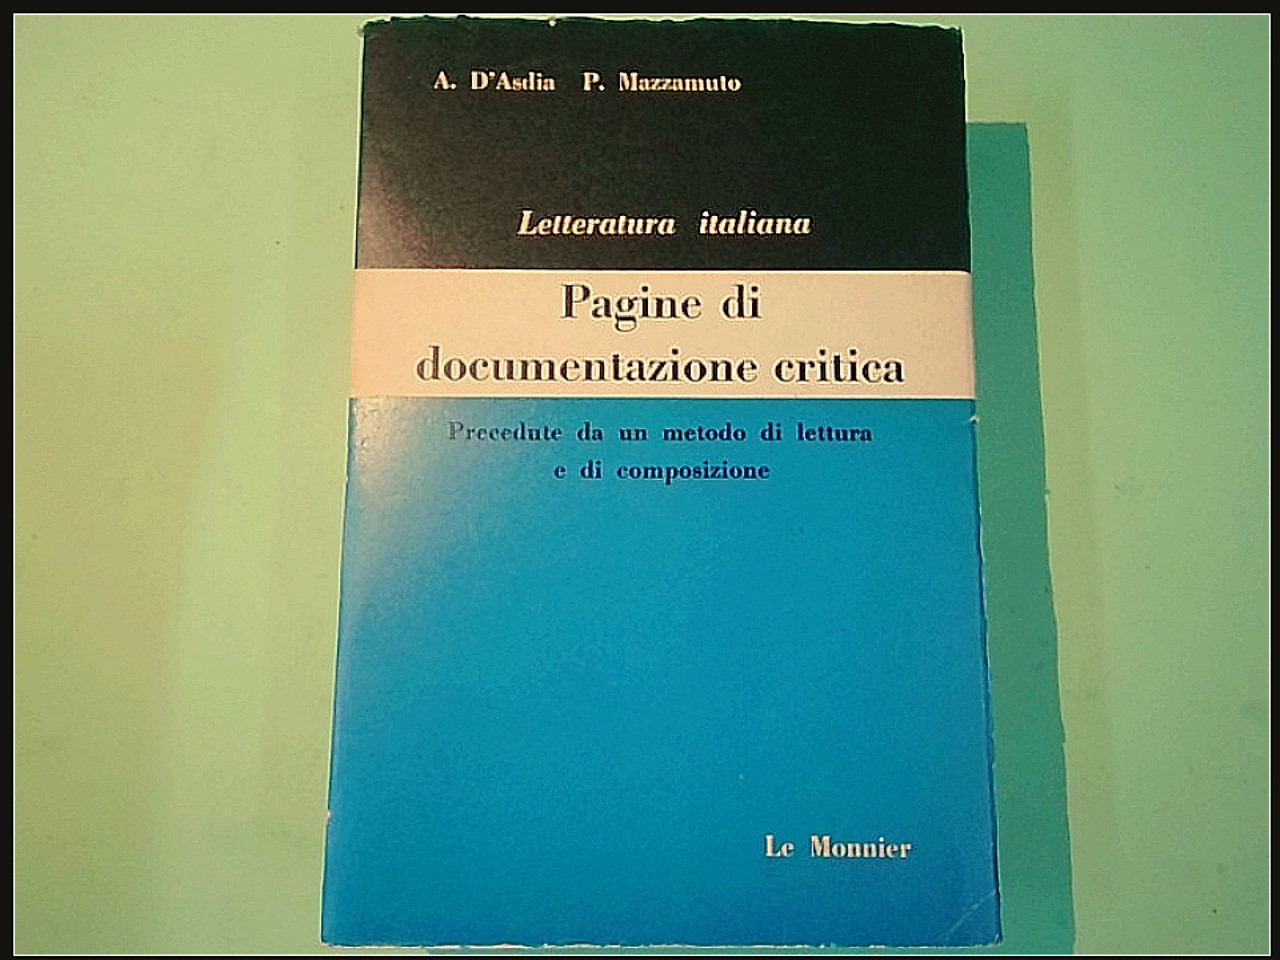 A. D'Asdia P. Mazzamuto
Letteratura italiana
Pagine di
documentazione critica
Precedute da un metodo di lettura
e di composizione
Le Monnier